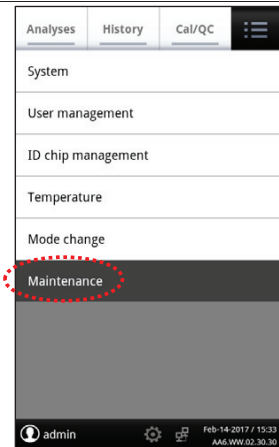 Analyses History Cal/QC
System
User management
ID chip management
Temperature
Mode change
Maintenance
admin Feb-14-2017 / 15:33
AA6.WW.02.30.30